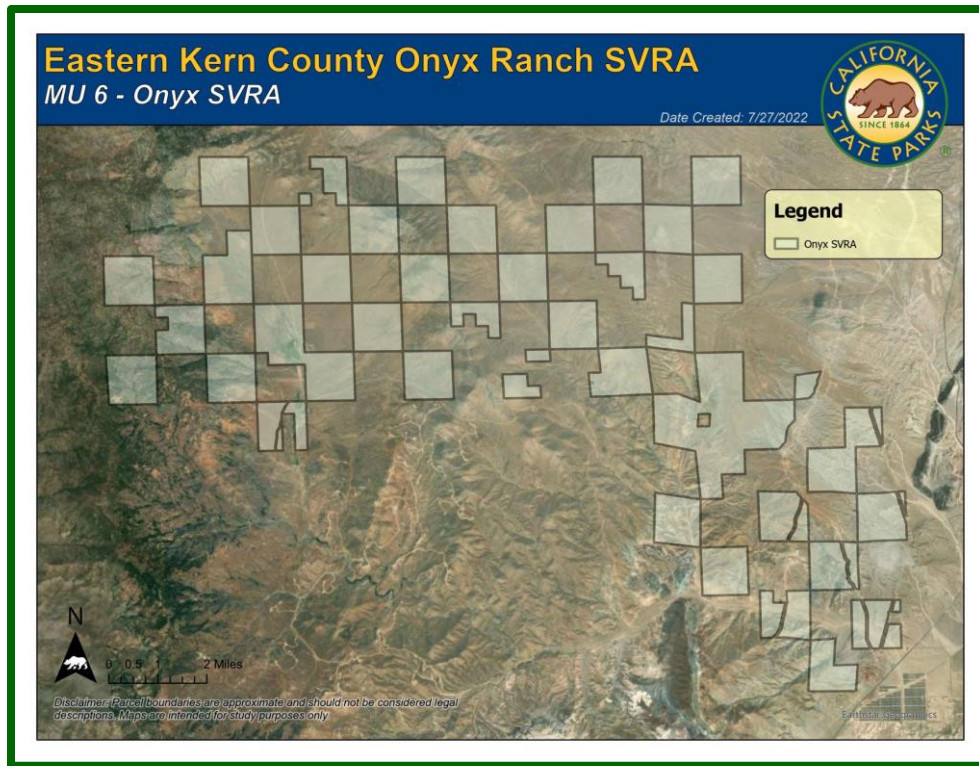 Eastern Kern County Onyx Ranch SVRA
MU 6 - Onyx SVRA
Date Created: 7/27/2022
CALIFORNIA
SINCE 1864
STATE PARKS
®
Legend
Onyx SVRA
N
0 0.5 1 2 Miles
Disclaimer: Parcel boundaries are approximate and should not be considered legal
descriptions. Maps are intended for study purposes only
Earthstar Geographics